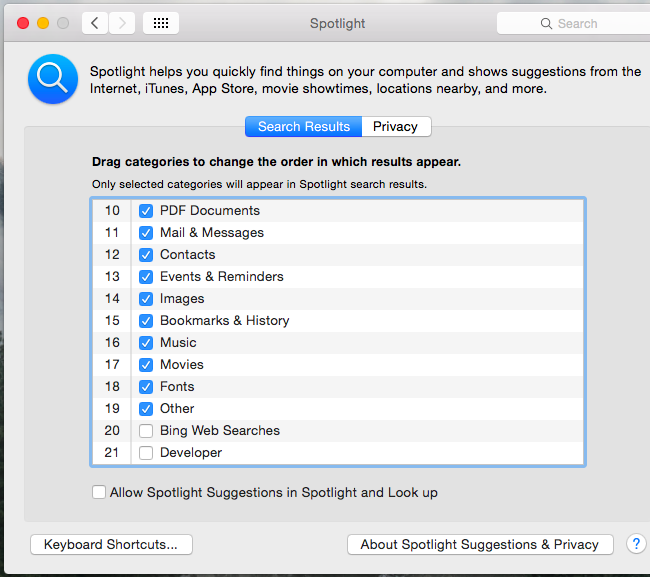 Spotlight
Search
Spotlight helps you quickly find things on your computer and shows suggestions from the
Internet, iTunes, App Store, movie showtimes, locations nearby, and more.
Search Results Privacy
Drag categories to change the order in which results appear.
Only selected categories will appear in Spotlight search results.
10 PDF Documents
11 Mail & Messages
12 Contacts
13 Events & Reminders
14 Images
15 Bookmarks & History
16 Music
17 Movies
18 Fonts
19 Other
20 Bing Web Searches
21 Developer
Allow Spotlight Suggestions in Spotlight and Look up
Keyboard Shortcuts... About Spotlight Suggestions & Privacy ?